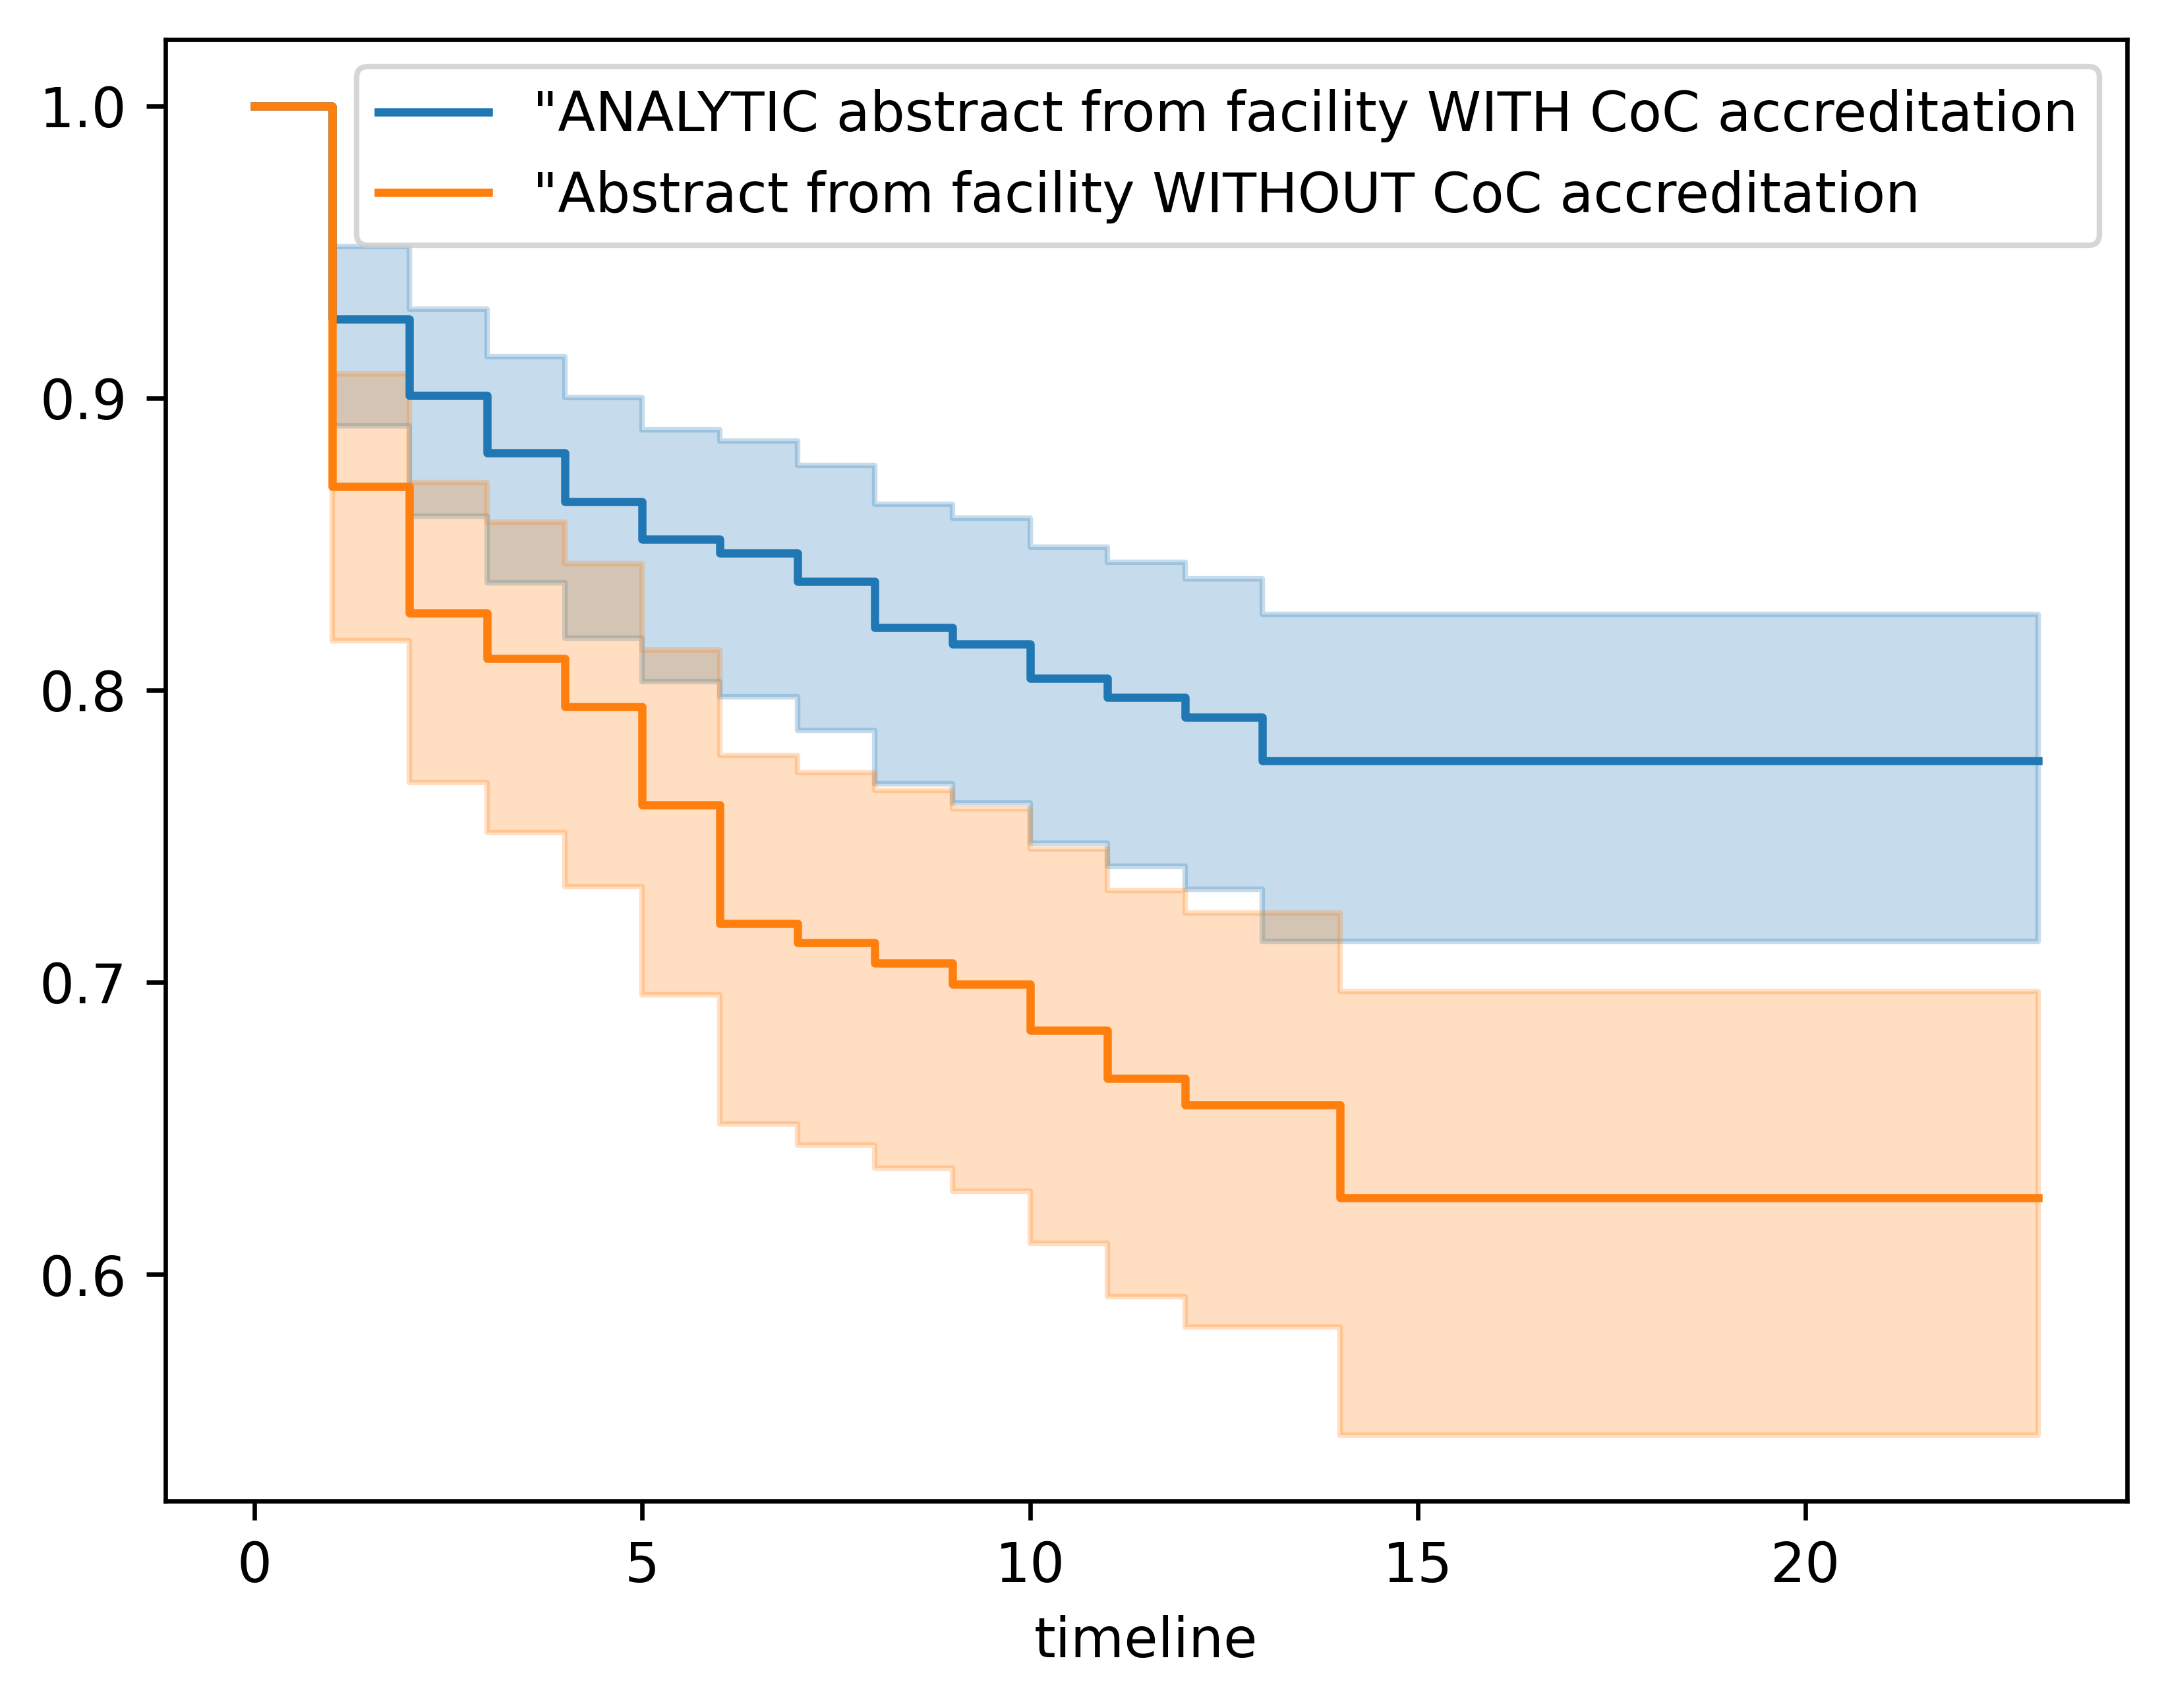 "ANALYTIC abstract from facility WITH CoC accreditation
"Abstract from facility WITHOUT CoC accreditation
1.0
0.9
0.8
0.7
0.6
0 5 10 15 20
timeline